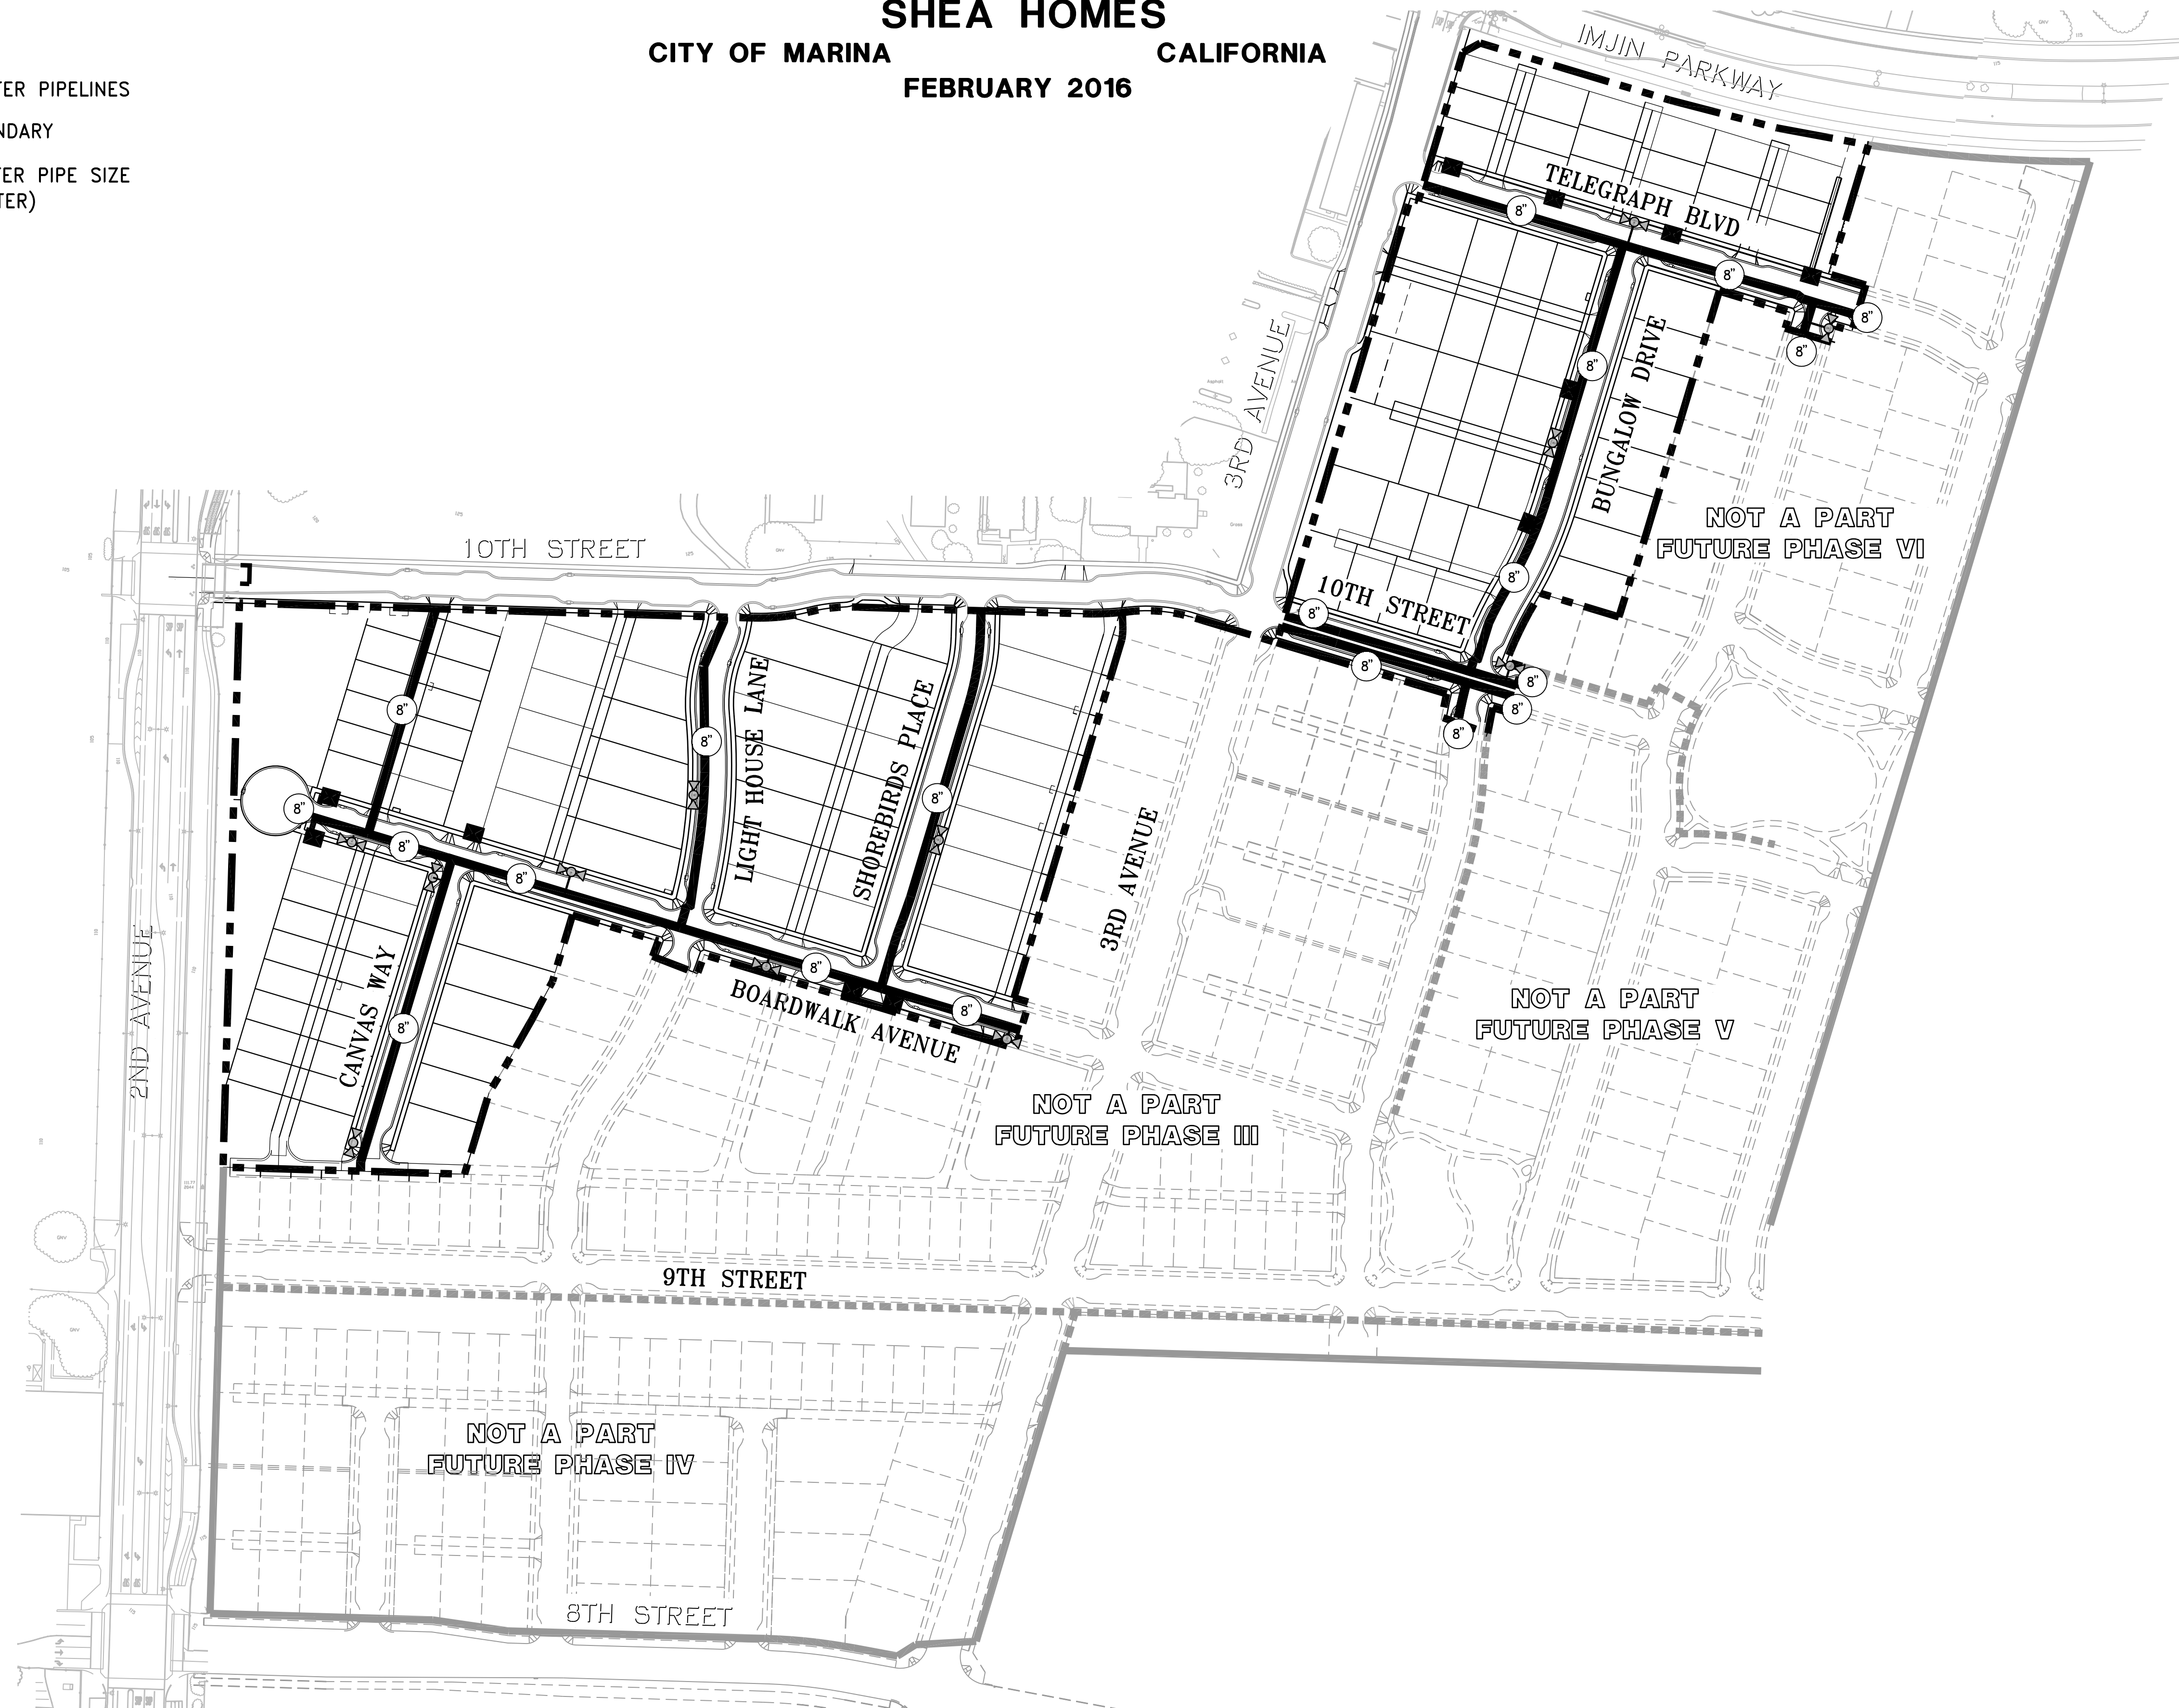 SHEA HOMES
CITY OF MARINA CALIFORNIA
FEBRUARY 2016
TER PIPELINES
NDARY
TER PIPE SIZE
TER)
IMJIN PARKWAY
TELEGRAPH BLVD
8"
8"
8"
8"
8"
BUNGALOW DRIVE
3RD AVENUE
NOT A PART
FUTURE PHASE VI
10TH STREET
8"
10TH STREET
8"
8"
8"
8"
8"
8"
8"
8"
LIGHT HOUSE LANE
SHOREBIRDS PLACE
8"
8"
8"
8"
3RD AVENUE
2ND AVENUE
CANVAS WAY
8"
8"
8"
BOARDWALK AVENUE
NOT A PART
FUTURE PHASE V
NOT A PART
FUTURE PHASE III
9TH STREET
NOT A PART
FUTURE PHASE IV
8TH STREET